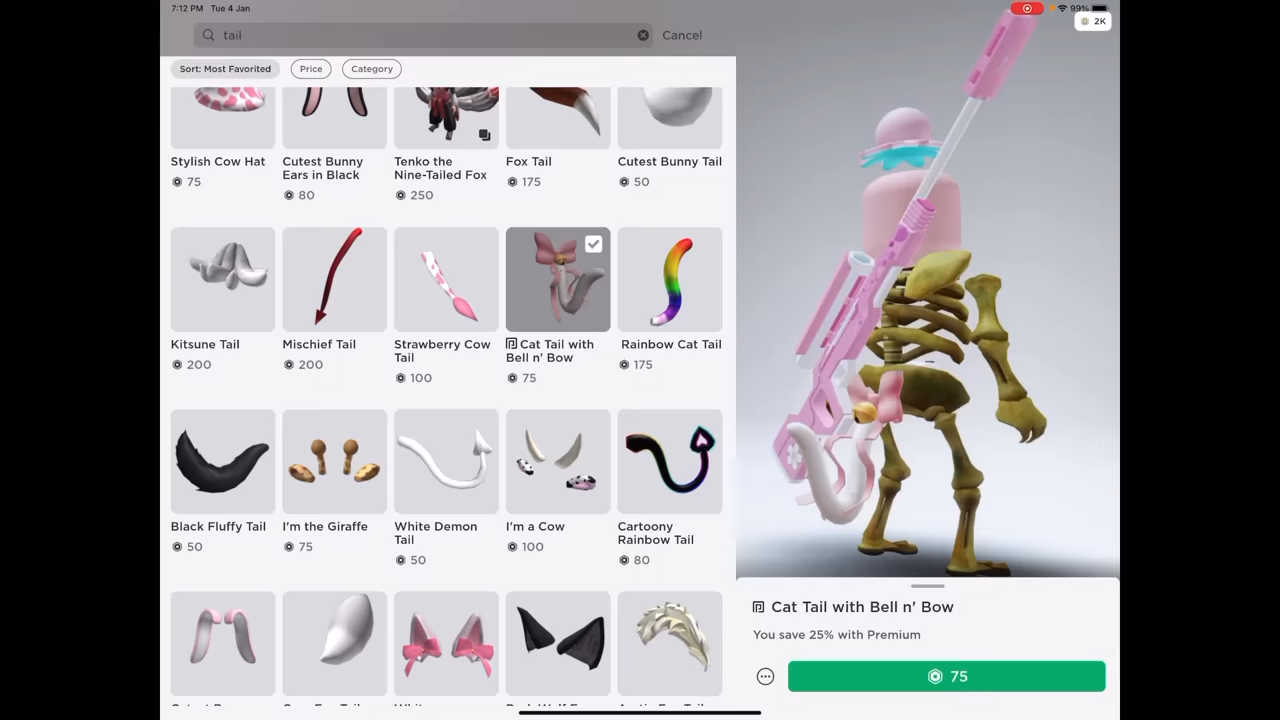 7:12 PM Tue 4 Jan
99%
2K
tail
Cancel
Sort: Most Favorited
Price
Category
Stylish Cow Hat
75
Cutest Bunny
Ears in Black
80
Tenko the
Nine-Tailed Fox
250
Fox Tail
175
Cutest Bunny Tail
50
Kitsune Tail
200
Mischief Tail
200
Strawberry Cow
Tail
100
Cat Tail with
Bell n' Bow
75
Rainbow Cat Tail
175
Black Fluffy Tail
50
I'm the Giraffe
75
White Demon
Tail
50
I'm a Cow
100
Cartoony
Rainbow Tail
80
Cat Tail with Bell n' Bow
You save 25% with Premium
75